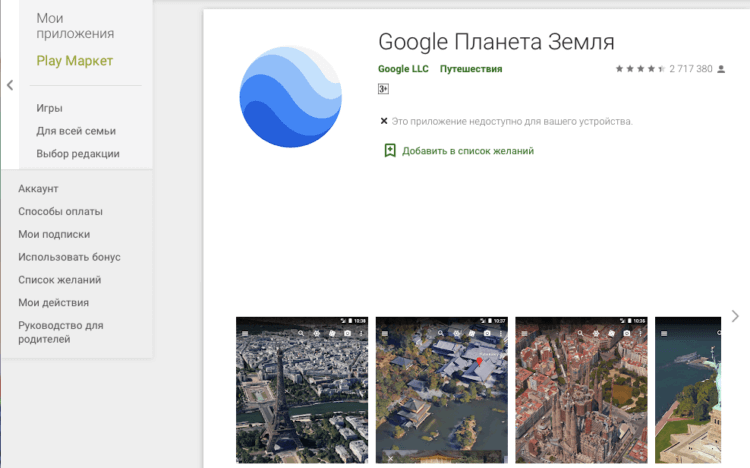 Мои
приложения
Play Маркет
Игры
Для всей семьи
Выбор редакции
Аккаунт
Способы оплаты
Мои подписки
Использовать бонус
Список желаний
Мои действия
Руководство для
родителей
Google Планета Земля
Google LLC Путешествия
2 717 380
3+
Это приложение недоступно для вашего устройства.
Добавить в список желаний
10:38
10:37
10:36